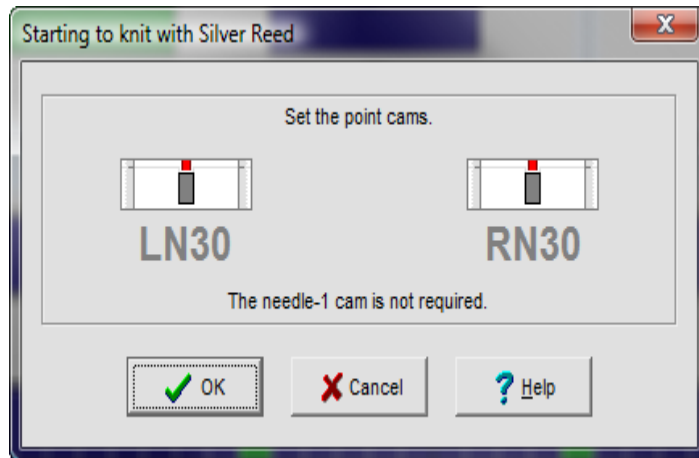 Starting to knit with Silver Reed
Set the point cams.
LN30 RN30
The needle-1 cam is not required.
OK Cancel Help